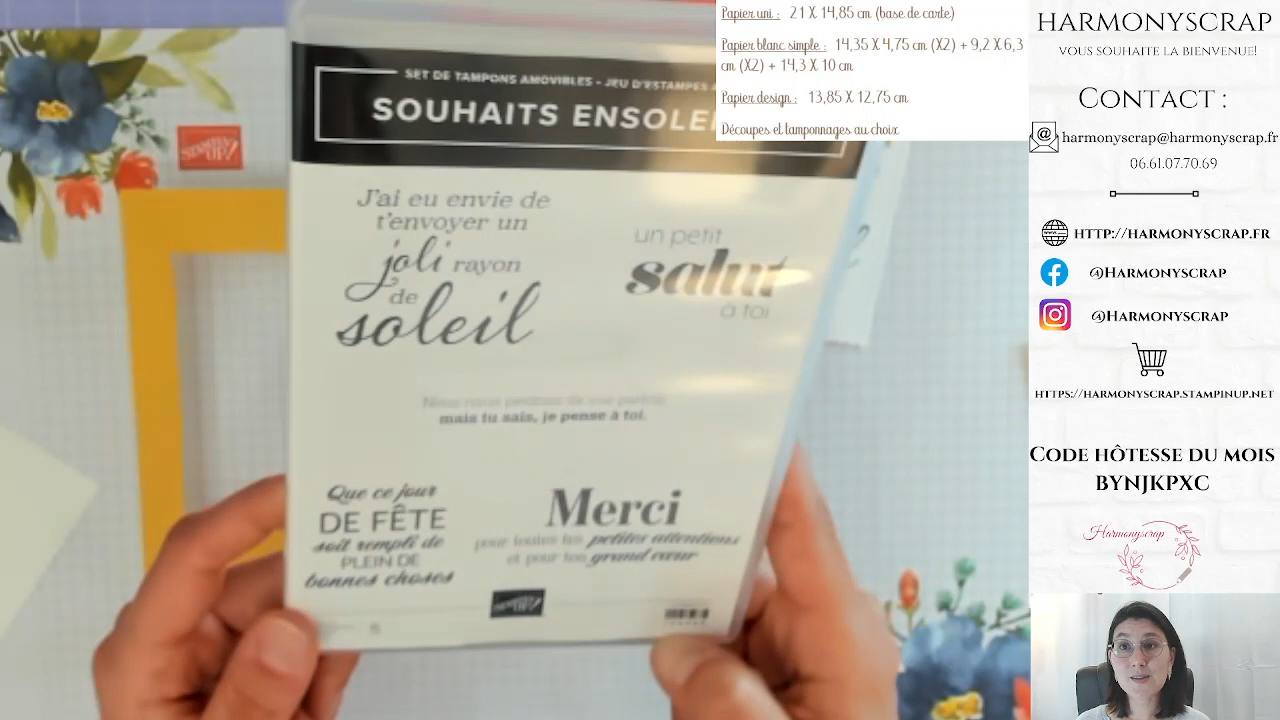 Papier uni : 21 X 14,85 cm (base de carte)
Papier blanc simple : 14,35 X 4,75 cm (X2) + 9,2 X 6,3
cm (X2) + 14,3 X 10 cm
Papier design : 13,85 X 12,75 cm
Découpes et tamponnages au choix
SET DE TAMPONS AMOVIBLES - JEU D'ESTAMPES
SOUHAITS ENSOLEI
STAMPIN' UP!
J'ai eu envie de
t'envoyer un
joli rayon
de
soleil
un petit
salut
à toi
mais tu sais, je pense à toi.
Que ce jour
DE FÊTE
soit rempli de
PLEIN DE
bonnes choses
Merci
pour toutes tes petites attentions
et pour ton grand cœur
STAMPIN' UP!
HARMONYSCRAP
VOUS SOUHAITE LA BIENVENUE!
CONTACT :
harmonyscrap@harmonyscrap.fr
06.61.07.70.69
HTTP://HARMONYSCRAP.FR
@HARMONYSCRAP
@HARMONYSCRAP
HTTPS://HARMONYSCRAP.STAMPINUP.NET
CODE HÔTESSE DU MOIS
BYNJKPXC
Harmonyscrap